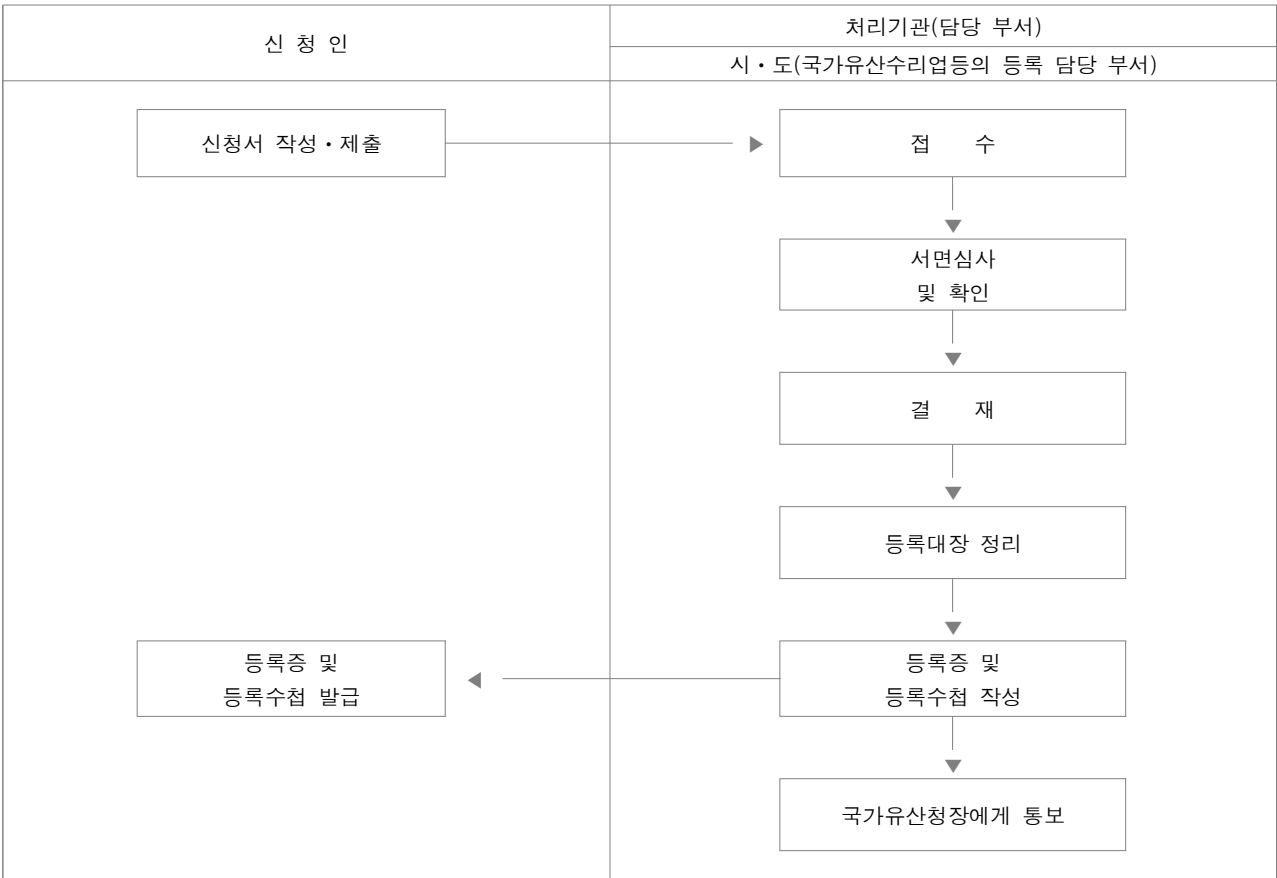 신 청 인
처리기관(담당 부서)
시・도(국가유산수리업등의 등록 담당 부서)
신청서 작성・제출
접 수
서면심사
및 확인
결 재
등록대장 정리
등록증 및
등록수첩 발급
등록증 및
등록수첩 작성
국가유산청장에게 통보